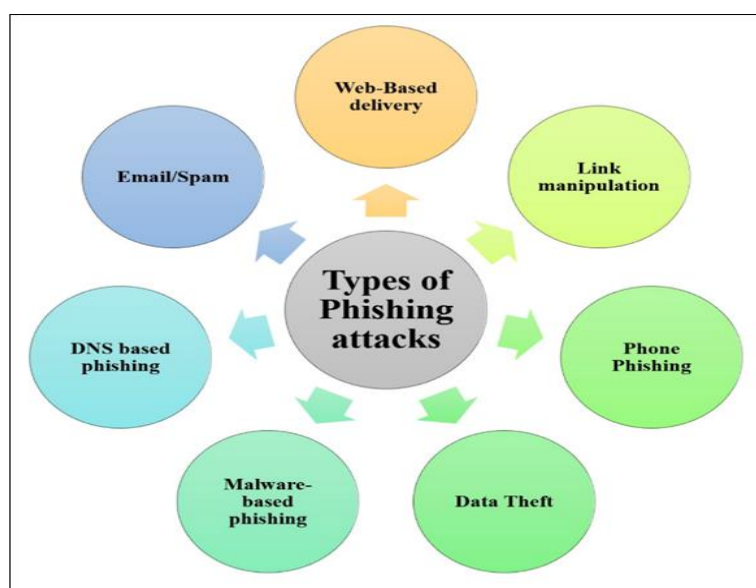 Web-Based
delivery
Email/Spam
Link
manipulation
Types of
Phishing
attacks
DNS based
phishing
Phone
Phishing
Malware-
based
phishing
Data Theft